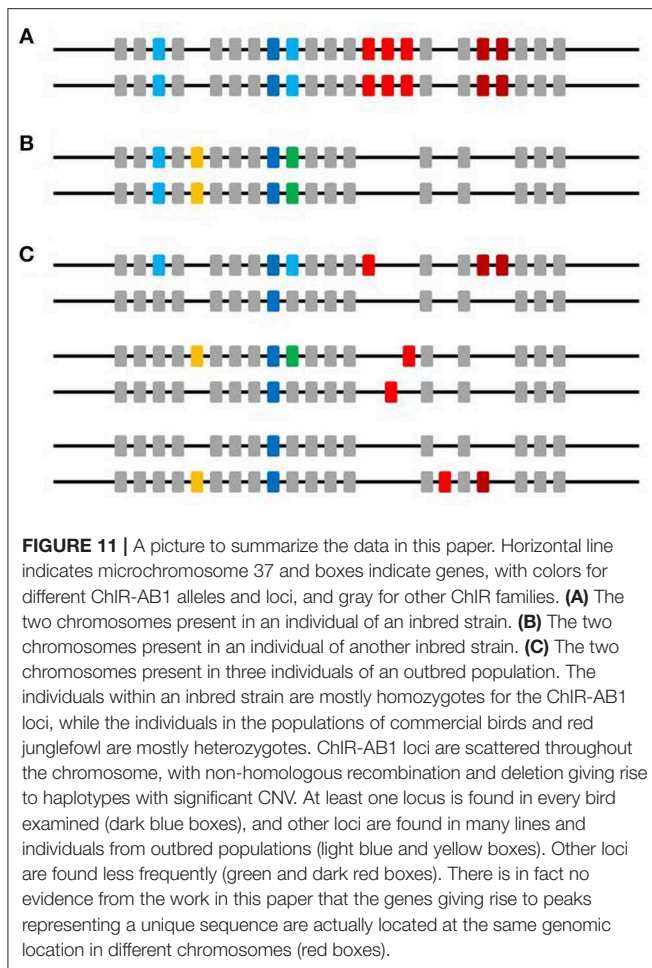 A
B
C
FIGURE 11 | A picture to summarize the data in this paper. Horizontal line
indicates microchromosome 37 and boxes indicate genes, with colors for
different ChIR-AB1 alleles and loci, and gray for other ChIR families. (A) The
two chromosomes present in an individual of an inbred strain. (B) The two
chromosomes present in an individual of another inbred strain. (C) The two
chromosomes present in three individuals of an outbred population. The
individuals within an inbred strain are mostly homozygotes for the ChIR-AB1
loci, while the individuals in the populations of commercial birds and red
junglefowl are mostly heterozygotes. ChIR-AB1 loci are scattered throughout
the chromosome, with non-homologous recombination and deletion giving rise
to haplotypes with significant CNV. At least one locus is found in every bird
examined (dark blue boxes), and other loci are found in many lines and
individuals from outbred populations (light blue and yellow boxes). Other loci
are found less frequently (green and dark red boxes). There is in fact no
evidence from the work in this paper that the genes giving rise to peaks
representing a unique sequence are actually located at the same genomic
location in different chromosomes (red boxes).